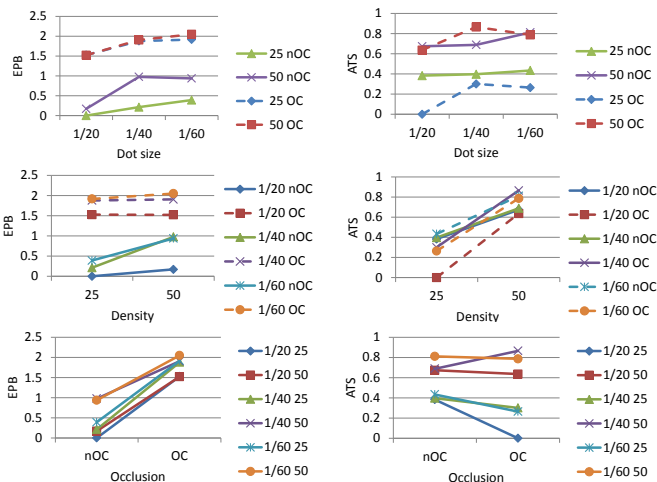 EPB
2.5
2
1.5
1
0.5
0
1/20 1/40 1/60
Dot size
25 nOC
50 nOC
25 OC
50 OC
ATS
1
0.8
0.6
0.4
0.2
0
1/20 1/40 1/60
Dot size
25 nOC
50 nOC
25 OC
50 OC
EPB
2.5
2
1.5
1
0.5
0
25 50
Density
1/20 nOC
1/20 OC
1/40 nOC
1/40 OC
1/60 nOC
1/60 OC
ATS
1
0.8
0.6
0.4
0.2
0
25 50
Density
1/20 nOC
1/20 OC
1/40 nOC
1/40 OC
1/60 nOC
1/60 OC
EPB
2.5
2
1.5
1
0.5
0
nOC OC
Occlusion
1/20 25
1/20 50
1/40 25
1/40 50
1/60 25
1/60 50
ATS
1
0.8
0.6
0.4
0.2
0
nOC OC
Occlusion
1/20 25
1/20 50
1/40 25
1/40 50
1/60 25
1/60 50